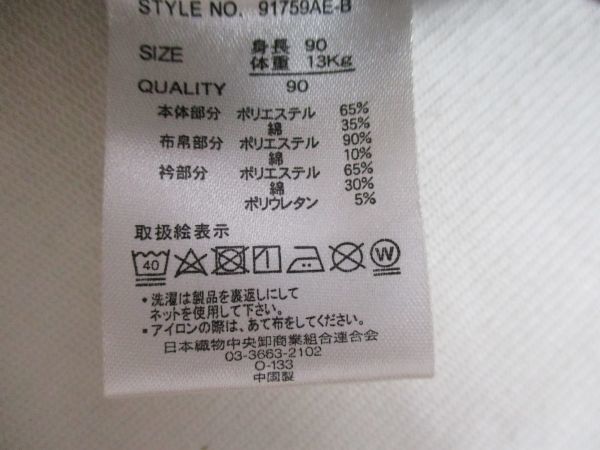 STYLE NO. 91759AE-B
SIZE 身長 90
体重 13Kg
QUALITY 90
本体部分 ポリエステル 65%
綿 35%
布帛部分 ポリエステル 90%
綿 10%
衿部分 ポリエステル 65%
綿 30%
ポリウレタン 5%
取扱絵表示
40 W
・洗濯は製品を裏返しにして
ネットを使用して下さい。
・アイロンの際は、あて布をしてください。
日本織物中央卸商業組合連合会
03-3663-2102
O-133
中国製